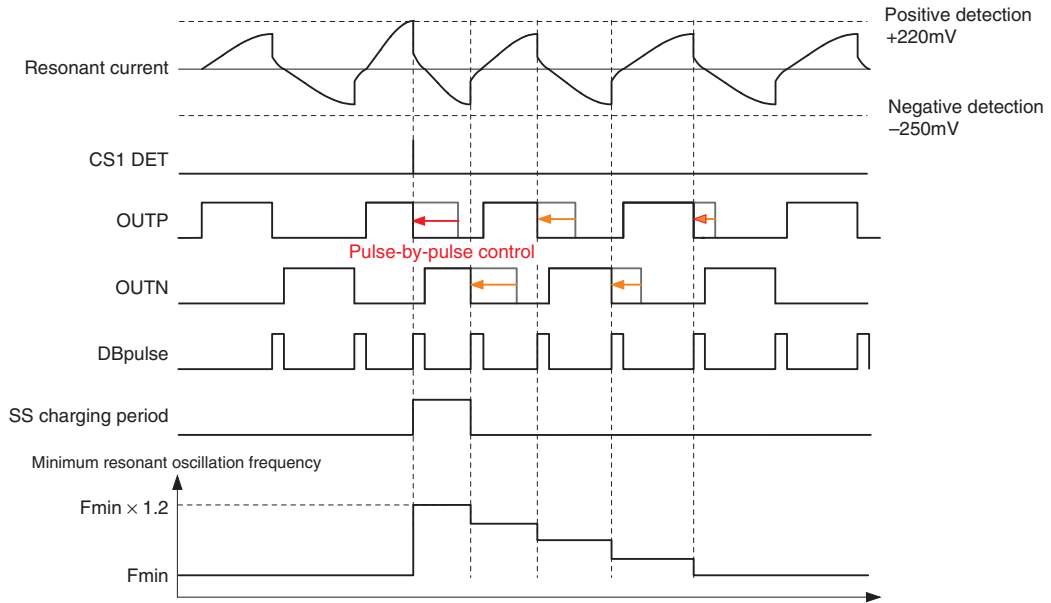 Positive detection
+220mV
Resonant current
Negative detection
–250mV
CS1 DET
OUTP
Pulse-by-pulse control
OUTN
DBpulse
SS charging period
Minimum resonant oscillation frequency
Fmin × 1.2
Fmin